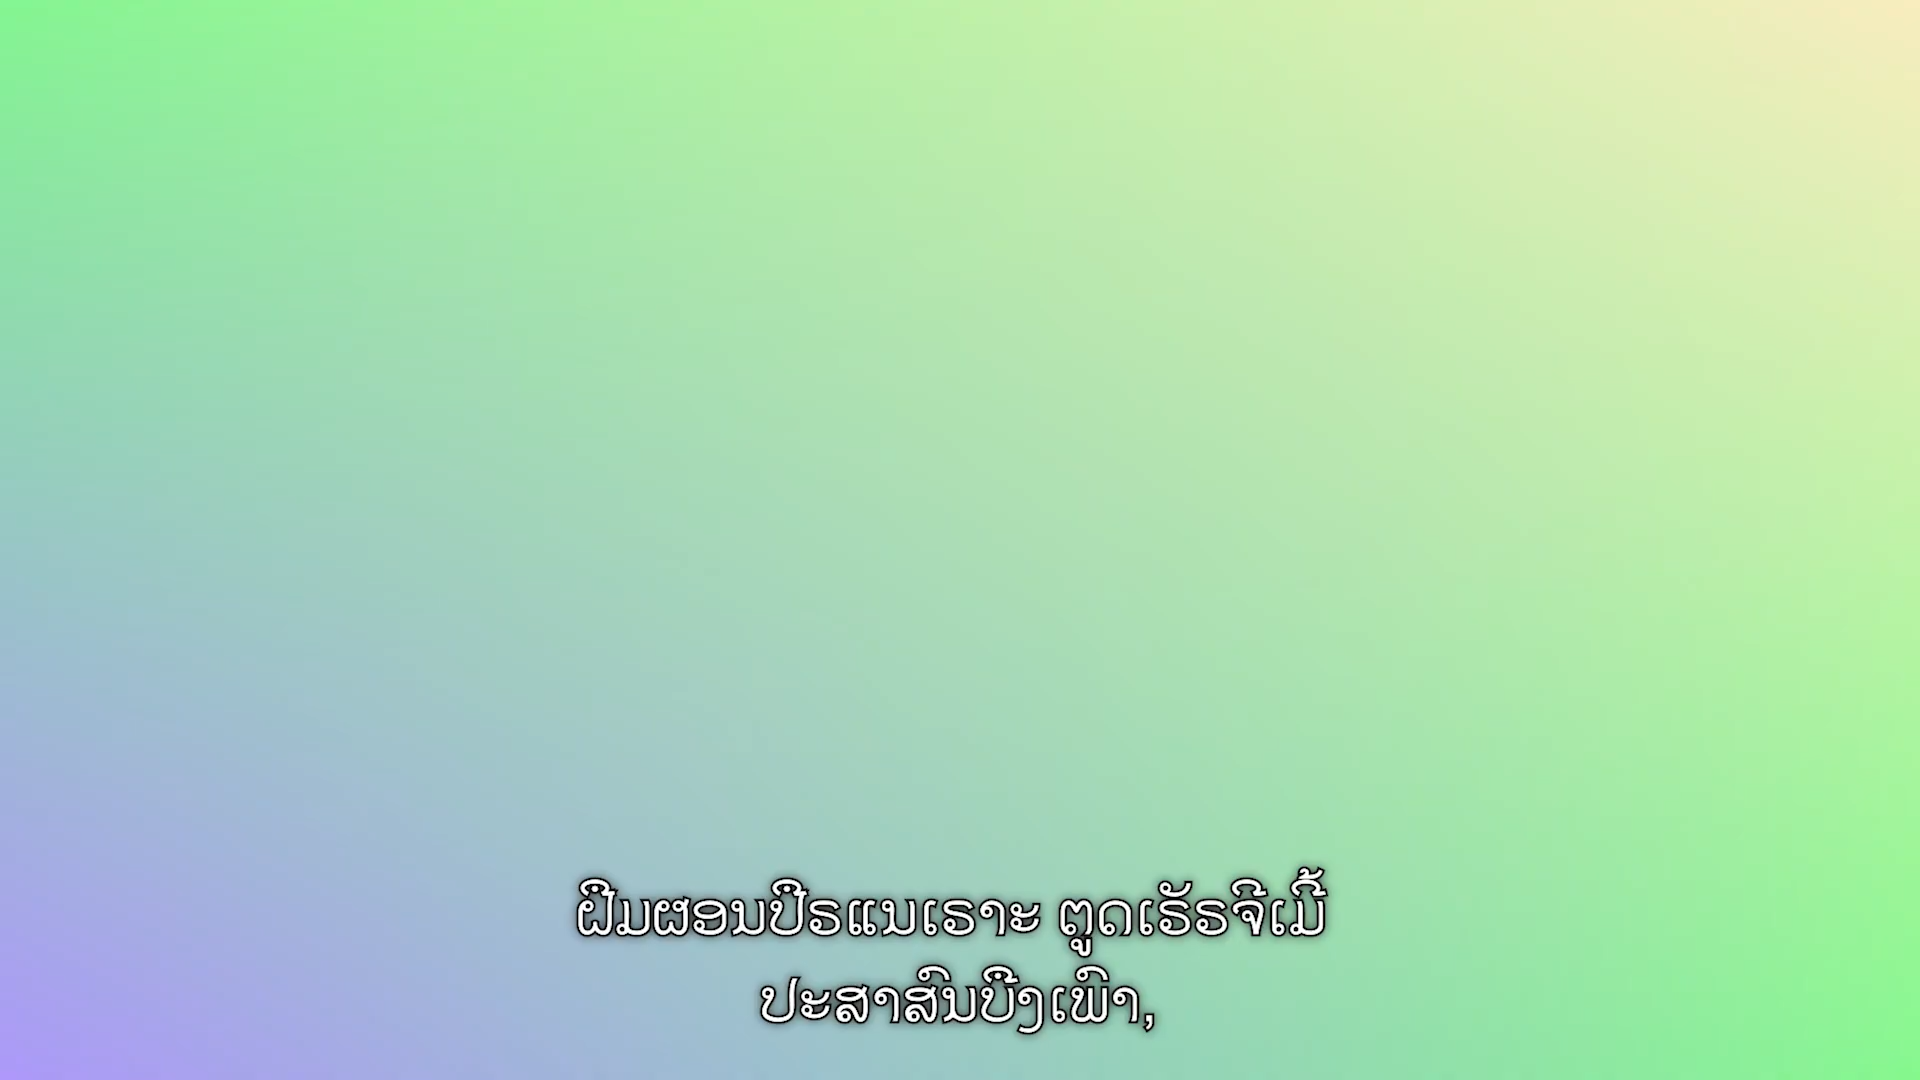 ຝຶມຜອນປືຣແນເຣາະ ຕູດເຣັຣຈີເມີ້
ປະສາສົນບຶງເພົາ,